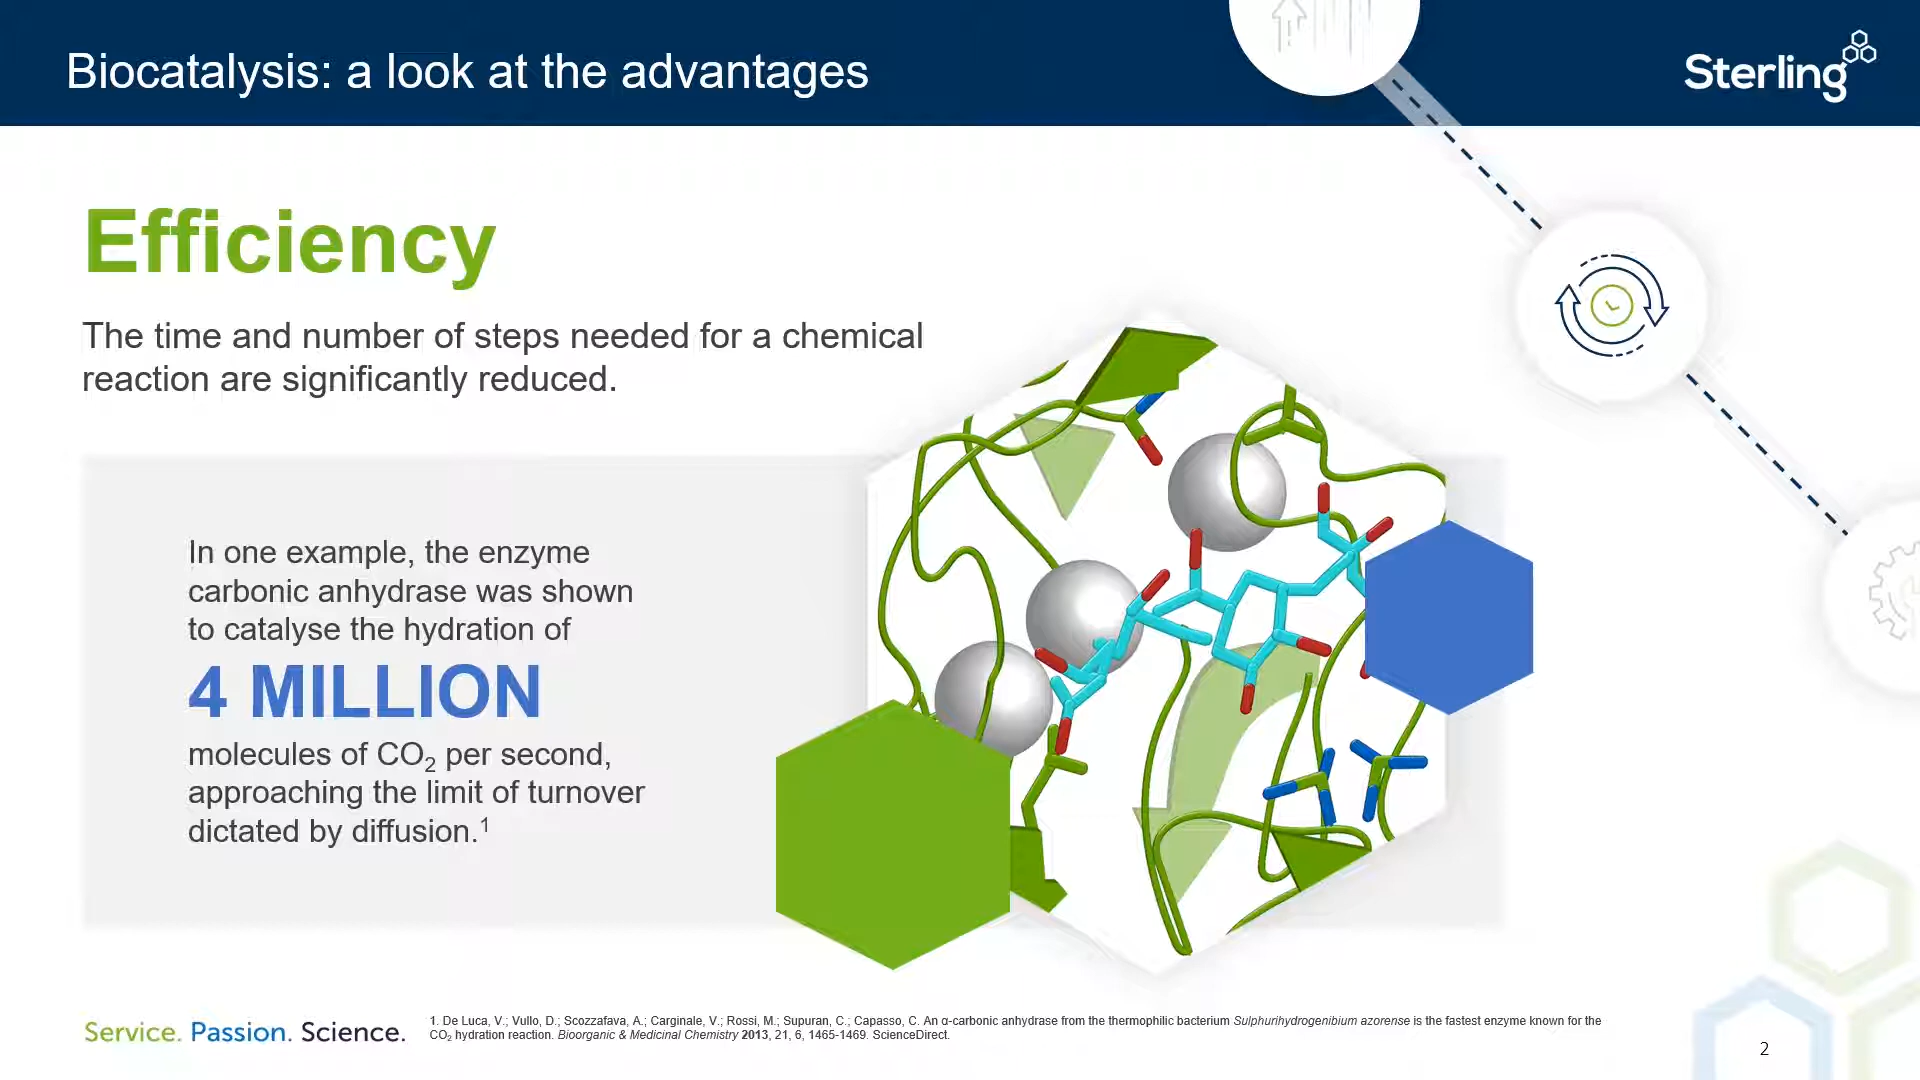 Biocatalysis: a look at the advantages
Sterling
Efficiency
The time and number of steps needed for a chemical
reaction are significantly reduced.
In one example, the enzyme
carbonic anhydrase was shown
to catalyse the hydration of
4 MILLION
molecules of CO₂ per second,
approaching the limit of turnover
dictated by diffusion.¹
Service. Passion. Science.
1. De Luca, V.; Vullo, D.; Scozzafava, A.; Carginale, V.; Rossi, M.; Supuran, C.; Capasso, C. An α-carbonic anhydrase from the thermophilic bacterium Sulphurihydrogenibium azorense is the fastest enzyme known for the
CO₂ hydration reaction. Bioorganic & Medicinal Chemistry 2013, 21, 6, 1465-1469. ScienceDirect.
2